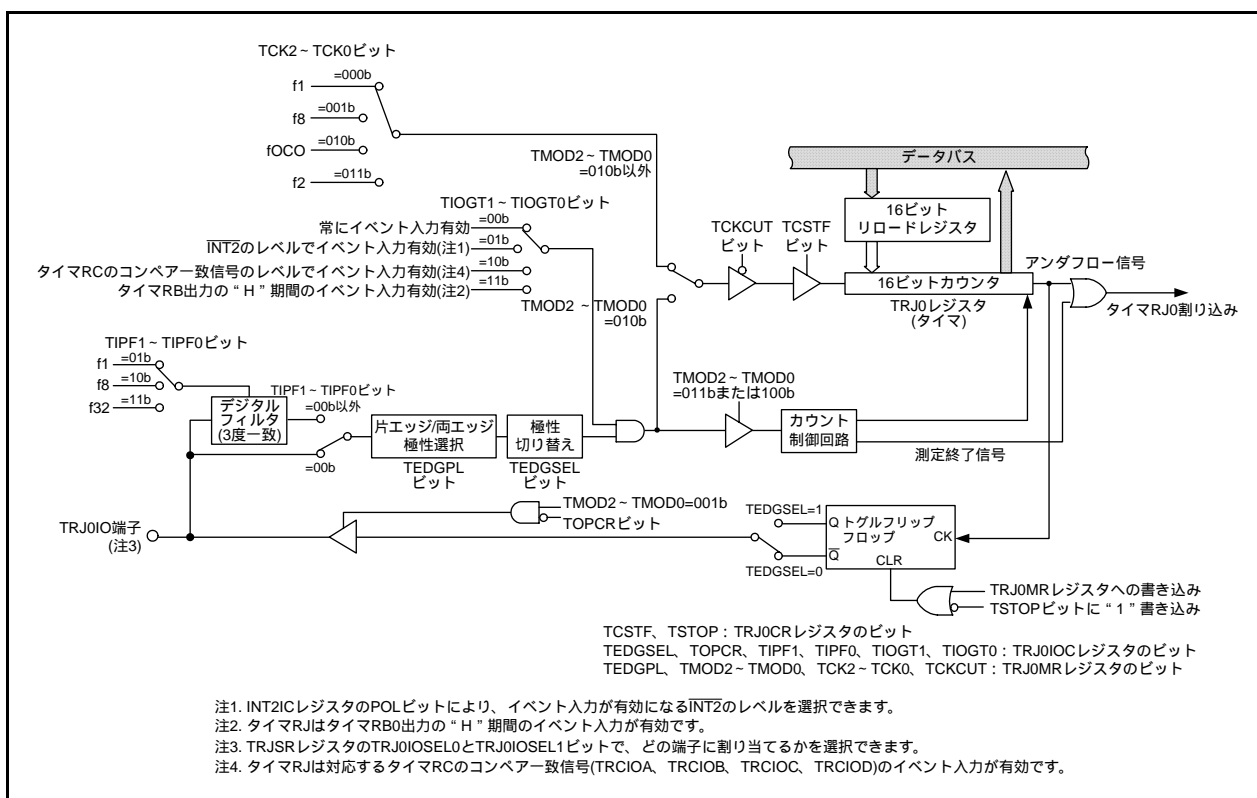 TCK2～TCK0ビット
f1
=000b
f8
=001b
fOCO
=010b
f2
=011b
TMOD2～TMOD0
=010b以外
データバス
16ビット
リロードレジスタ
TCKCUT
ビット
TCSTF
ビット
アンダフロー信号
16ビットカウンタ
TRJ0レジスタ
(タイマ)
タイマRJ0割り込み
TIOGT1～TIOGT0ビット
常にイベント入力有効
=00b
INT2のレベルでイベント入力有効(注1)
=01b
タイマRCのコンペア一致信号のレベルでイベント入力有効(注4)
=10b
タイマRB出力の“H”期間のイベント入力有効(注2)
=11b
TMOD2～TMOD0
=010b
TIPF1～TIPF0ビット
f1
=01b
f8
=10b
f32
=11b
デジタル
フィルタ
(3度一致)
TIPF1～TIPF0ビット
=00b以外
=00b
片エッジ/両エッジ
極性選択
TEDGPL
ビット
極性
切り替え
TEDGSEL
ビット
TMOD2～TMOD0
=011bまたは100b
カウント
制御回路
測定終了信号
TRJ0IO端子
(注3)
TMOD2～TMOD0=001b
TOPCRビット
TEDGSEL=1
TEDGSEL=0
Q トグルフリップ
フロップ
CK
Q
CLR
TRJ0MRレジスタへの書き込み
TSTOPビットに“1”書き込み
TCSTF、TSTOP：TRJ0CRレジスタのビット
TEDGSEL、TOPCR、TIPF1、TIPF0、TIOGT1、TIOGT0：TRJ0IOCレジスタのビット
TEDGPL、TMOD2～TMOD0、TCK2～TCK0、TCKCUT：TRJ0MRレジスタのビット
注1. INT2ICレジスタのPOLビットにより、イベント入力が有効になるINT2のレベルを選択できます。
注2. タイマRJはタイマRB0出力の“H”期間のイベント入力が有効です。
注3. TRJSRレジスタのTRJ0IOSEL0とTRJ0IOSEL1ビットで、どの端子に割り当てるかを選択できます。
注4. タイマRJは対応するタイマRCのコンペア一致信号(TRCIOA、TRCIOB、TRCIOC、TRCIOD)のイベント入力が有効です。